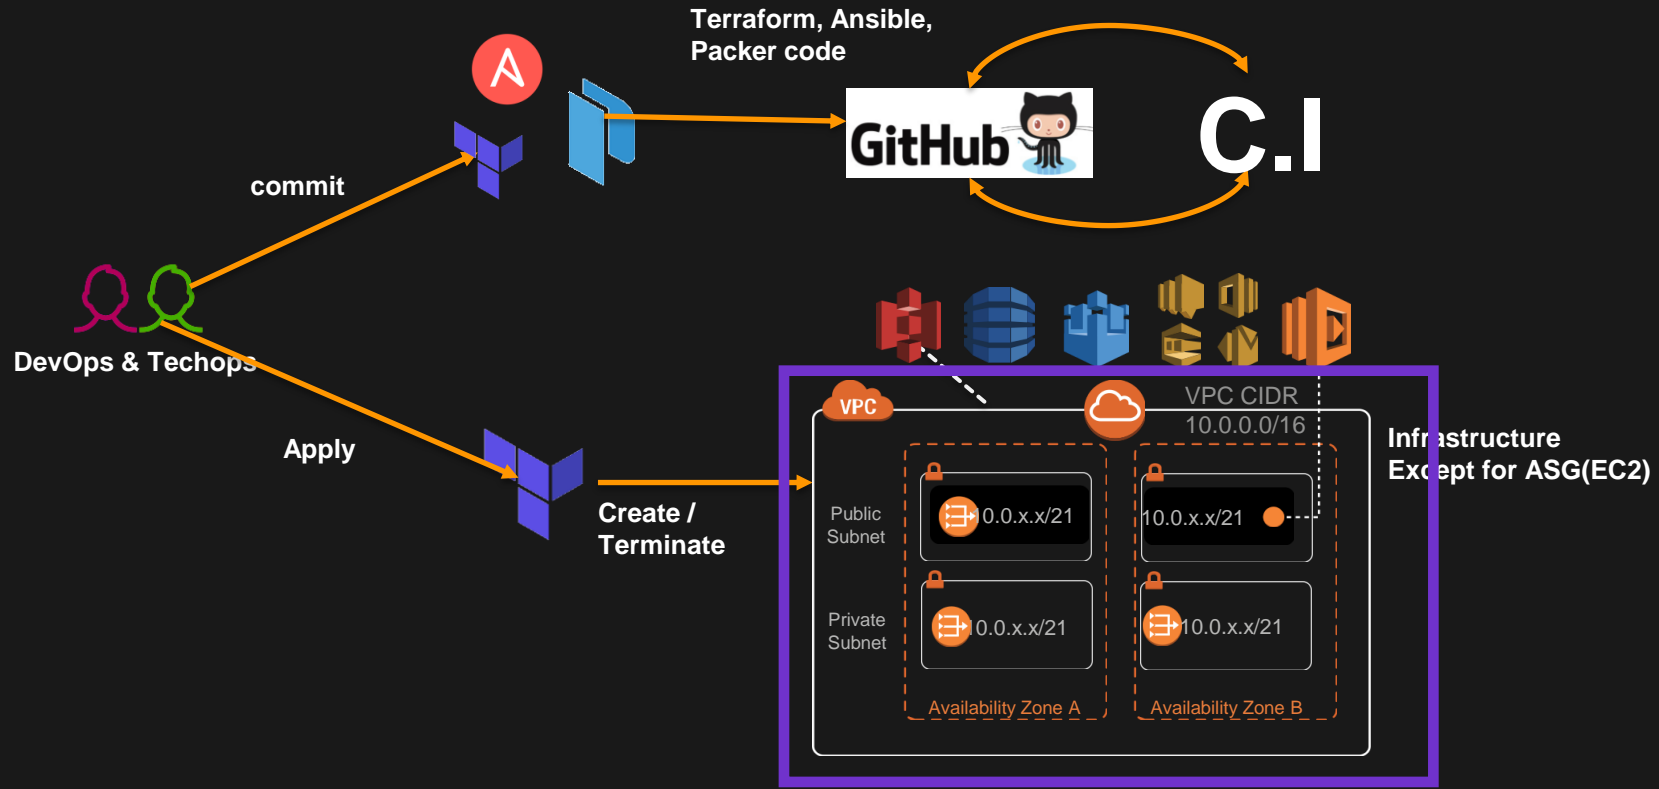 Terraform, Ansible,
Packer code
GitHub
C.I
commit
DevOps & Techops
Apply
Create /
Terminate
VPC
VPC CIDR
10.0.0.0/16
Infrastructure
Except for ASG(EC2)
Public
Subnet
10.0.x.x/21
10.0.x.x/21
Private
Subnet
10.0.x.x/21
10.0.x.x/21
Availability Zone A
Availability Zone B